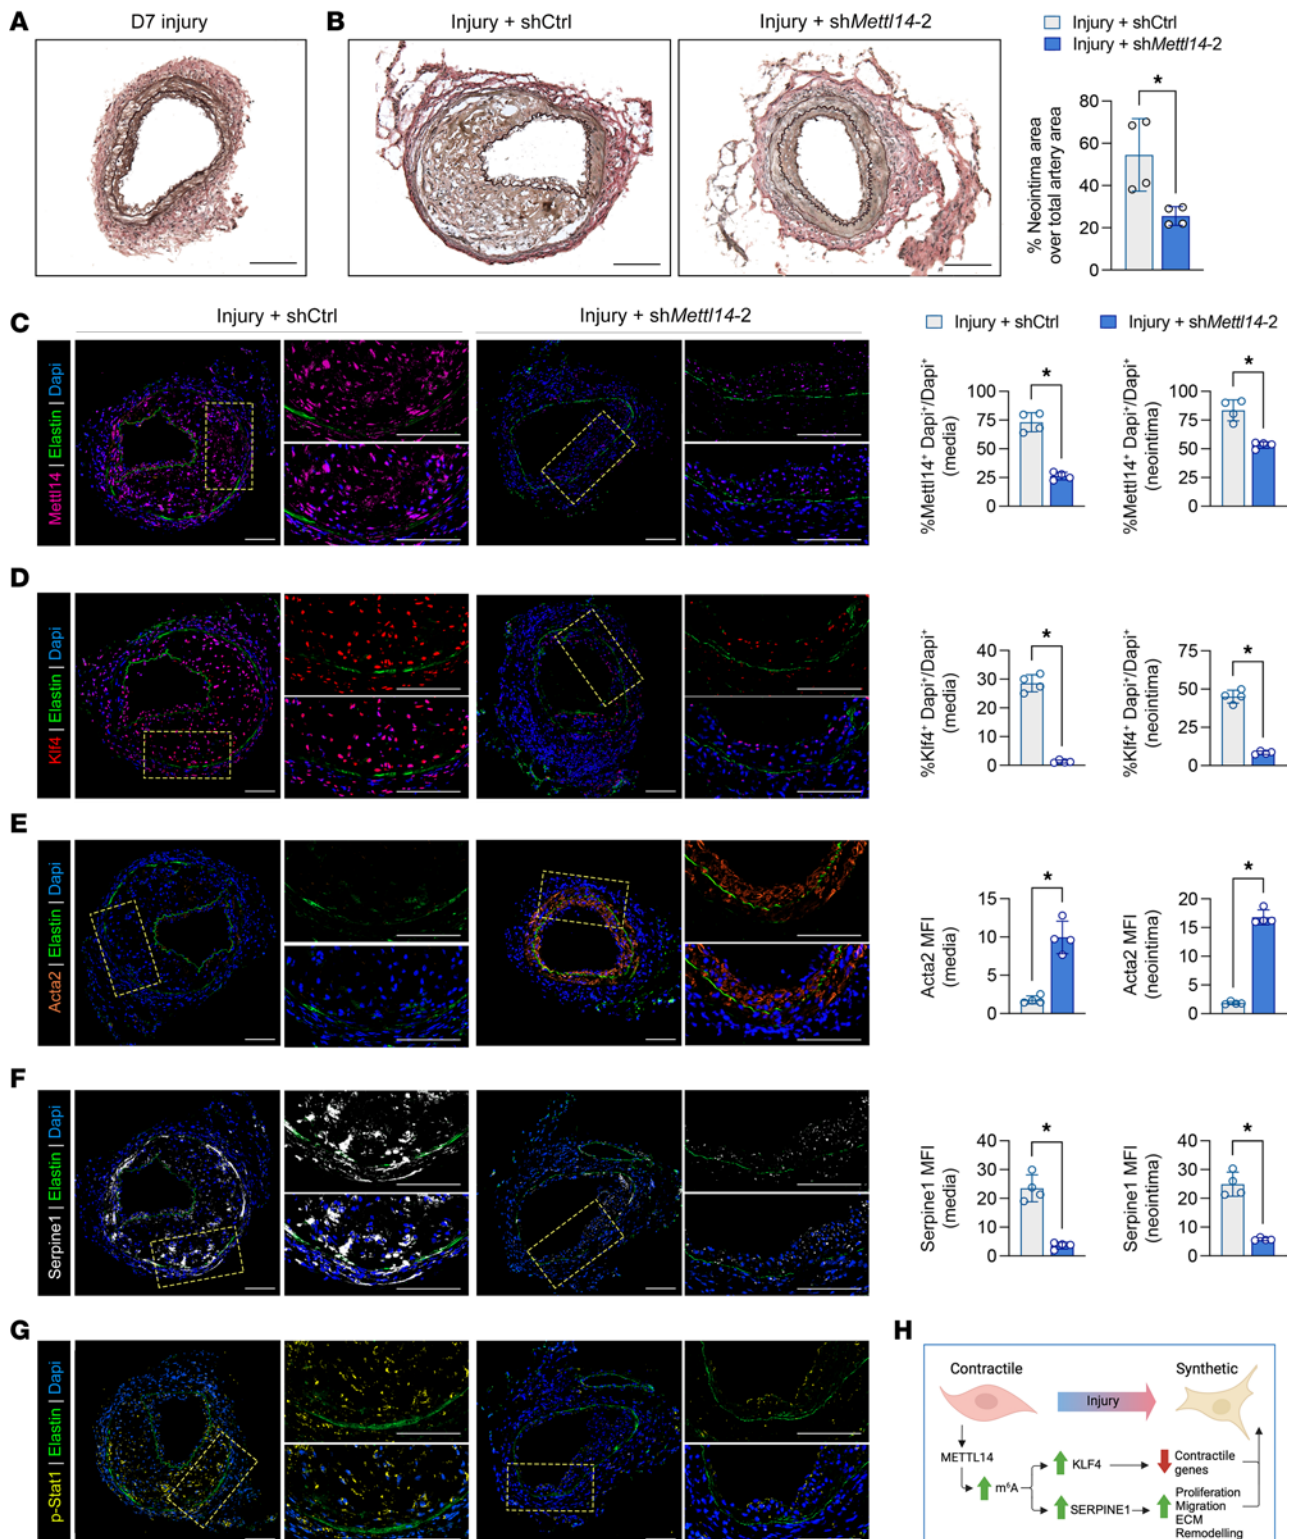 A
D7 injury
B
Injury + shCtrl
Injury + shMettl14-2
Injury + shCtrl
Injury + shMettl14-2
*
% Neointima area
over total artery area
80
60
40
20
0
C
Injury + shCtrl
Injury + shMettl14-2
Injury + shCtrl
Injury + shMettl14-2
Mettl14 | Elastin | Dapi
%Mettl14⁺ Dapi⁺/Dapi⁺
(media)
100
75
50
25
0
*
%Mettl14⁺ Dapi⁺/Dapi⁺
(neointima)
100
75
50
25
0
*
D
Klf4 | Elastin | Dapi
%Klf4⁺ Dapi⁺/Dapi⁺
(media)
40
30
20
10
0
*
%Klf4⁺ Dapi⁺/Dapi⁺
(neointima)
75
50
25
0
*
E
Acta2 | Elastin | Dapi
Acta2 MFI
(media)
15
10
5
0
*
Acta2 MFI
(neointima)
20
15
10
5
0
*
F
Serpine1 | Elastin | Dapi
Serpine1 MFI
(media)
40
30
20
10
0
*
Serpine1 MFI
(neointima)
40
30
20
10
0
*
G
p-Stat1 | Elastin | Dapi
H
Contractile
Synthetic
Injury
METTL14
m⁶A
KLF4
Contractile
genes
SERPINE1
Proliferation
Migration
ECM
Remodelling